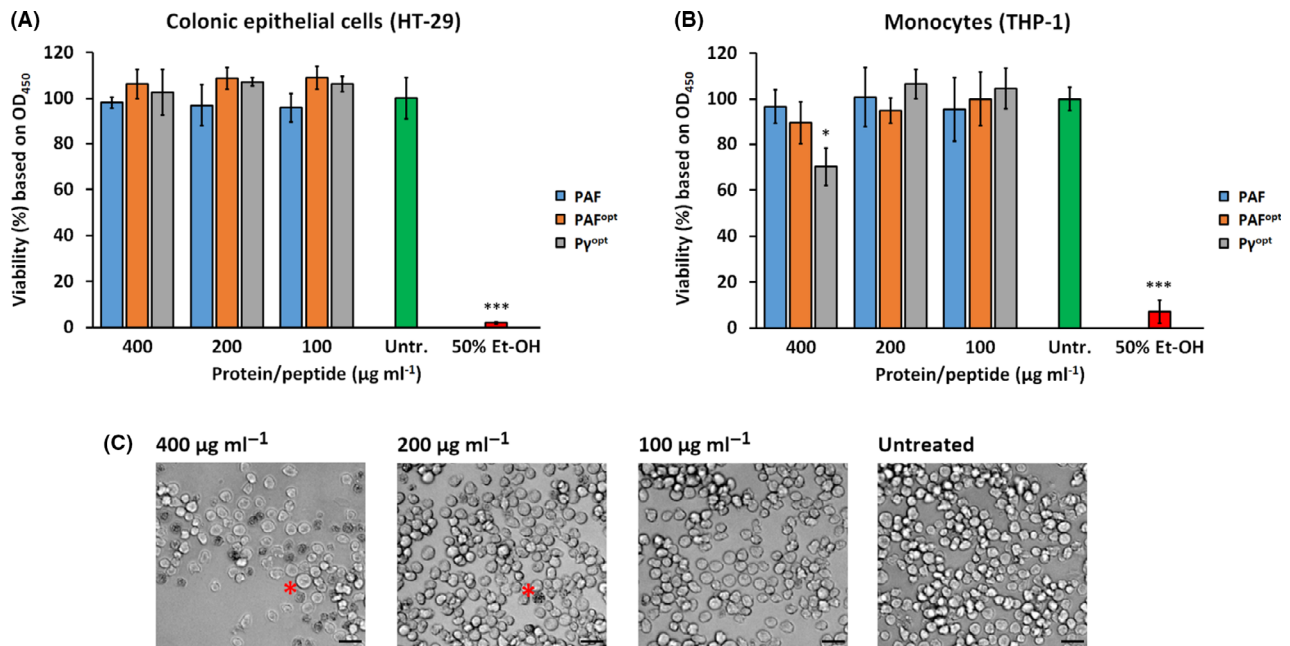 (A)
Colonic epithelial cells (HT-29)
Viability (%) based on OD450
120
100
80
60
40
20
0
***
400 200 100 Untr. 50% Et-OH
Protein/peptide (µg ml-1)
PAF
PAFopt
Pγopt
(B)
Monocytes (THP-1)
Viability (%) based on OD450
120
100
80
60
40
20
0
*
***
400 200 100 Untr. 50% Et-OH
Protein/peptide (µg ml-1)
PAF
PAFopt
Pγopt
(C)
400 µg ml−1 200 µg ml−1 100 µg ml−1 Untreated
* *